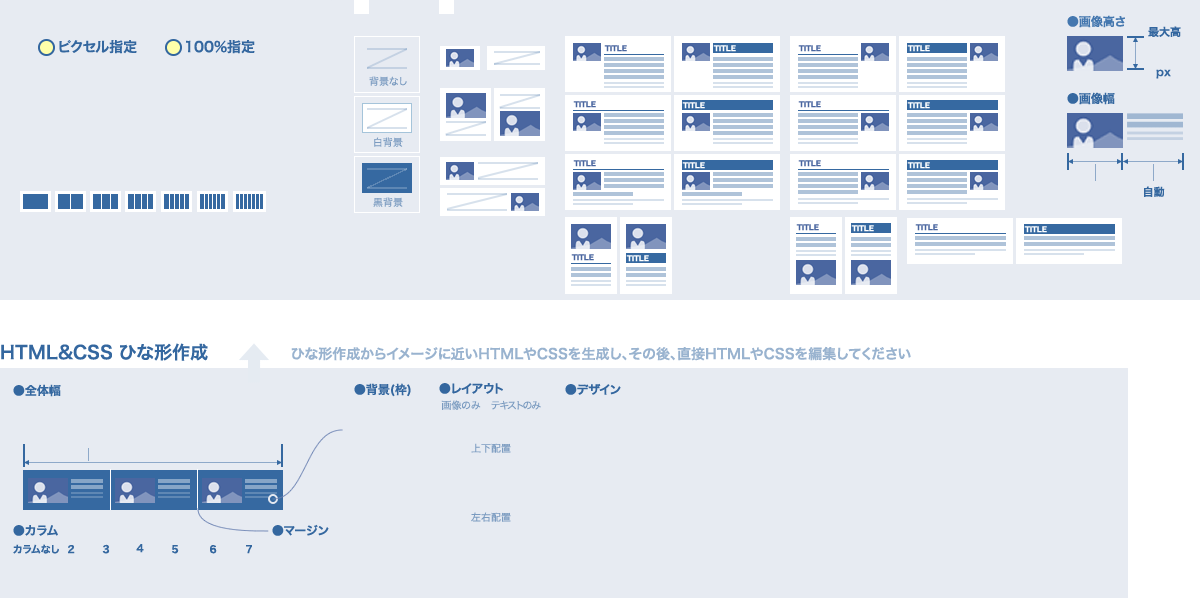 ピクセル指定 100%指定
●画像高さ
最大高
px
●画像幅
自動
背景なし
白背景
黒背景
TITLE TITLE TITLE TITLE
TITLE TITLE TITLE TITLE
TITLE TITLE TITLE TITLE
TITLE TITLE TITLE TITLE TITLE TITLE
HTML&CSS ひな形作成
ひな形作成からイメージに近いHTMLやCSSを生成し、その後、直接HTMLやCSSを編集してください
●全体幅 ●背景(枠) ●レイアウト ●デザイン
画像のみ テキストのみ
上下配置
左右配置
●カラム ●マージン
カラムなし 2 3 4 5 6 7